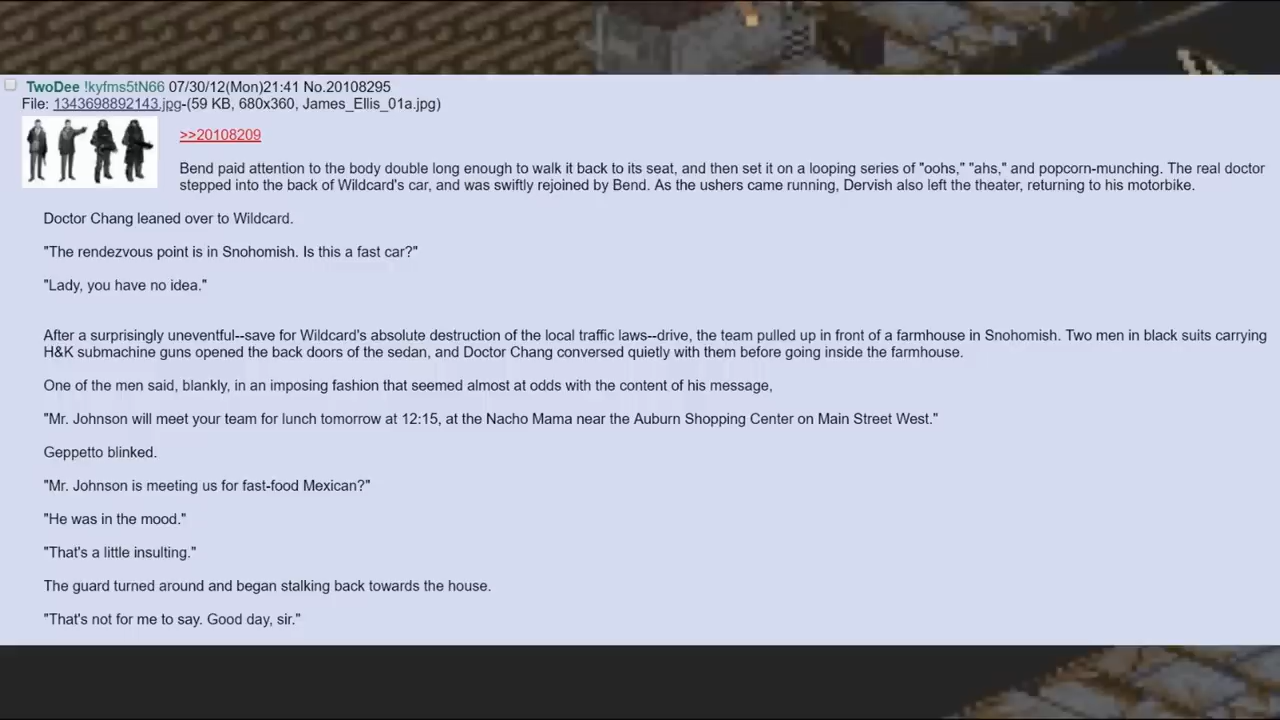 TwoDee !kyfms5tN66 07/30/12(Mon)21:41 No.20108295
File: 1343698892143.jpg-(59 KB, 680x360, James_Ellis_01a.jpg)
>>20108209
Bend paid attention to the body double long enough to walk it back to its seat, and then set it on a looping series of "oohs," "ahs," and popcorn-munching. The real doctor
stepped into the back of Wildcard's car, and was swiftly rejoined by Bend. As the ushers came running, Dervish also left the theater, returning to his motorbike.
Doctor Chang leaned over to Wildcard.
"The rendezvous point is in Snohomish. Is this a fast car?"
"Lady, you have no idea."
After a surprisingly uneventful--save for Wildcard's absolute destruction of the local traffic laws--drive, the team pulled up in front of a farmhouse in Snohomish. Two men in black suits carrying
H&K submachine guns opened the back doors of the sedan, and Doctor Chang conversed quietly with them before going inside the farmhouse.
One of the men said, blankly, in an imposing fashion that seemed almost at odds with the content of his message,
"Mr. Johnson will meet your team for lunch tomorrow at 12:15, at the Nacho Mama near the Auburn Shopping Center on Main Street West."
Geppetto blinked.
"Mr. Johnson is meeting us for fast-food Mexican?"
"He was in the mood."
"That's a little insulting."
The guard turned around and began stalking back towards the house.
"That's not for me to say. Good day, sir."